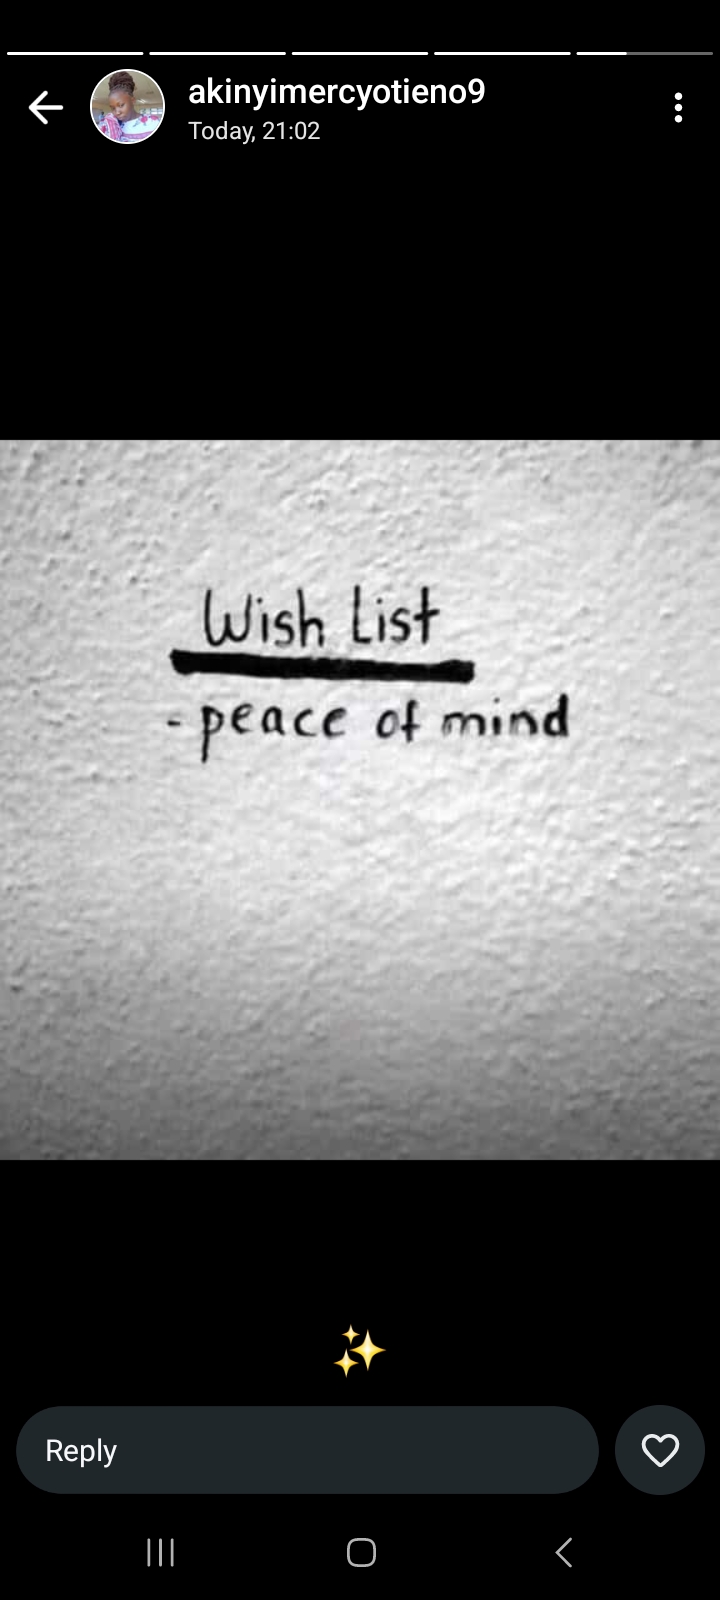 akinyimercyotieno9
Today, 21:02
Wish List
- peace of mind
Reply